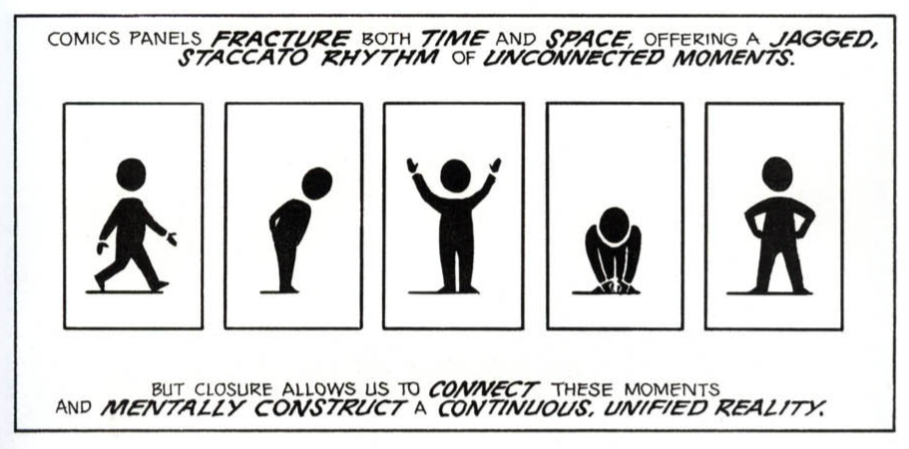 COMICS PANELS FRACTURE BOTH TIME AND SPACE, OFFERING A JAGGED,
STACCATO RHYTHM OF UNCONNECTED MOMENTS.
BUT CLOSURE ALLOWS US TO CONNECT THESE MOMENTS
AND MENTALLY CONSTRUCT A CONTINUOUS, UNIFIED REALITY.